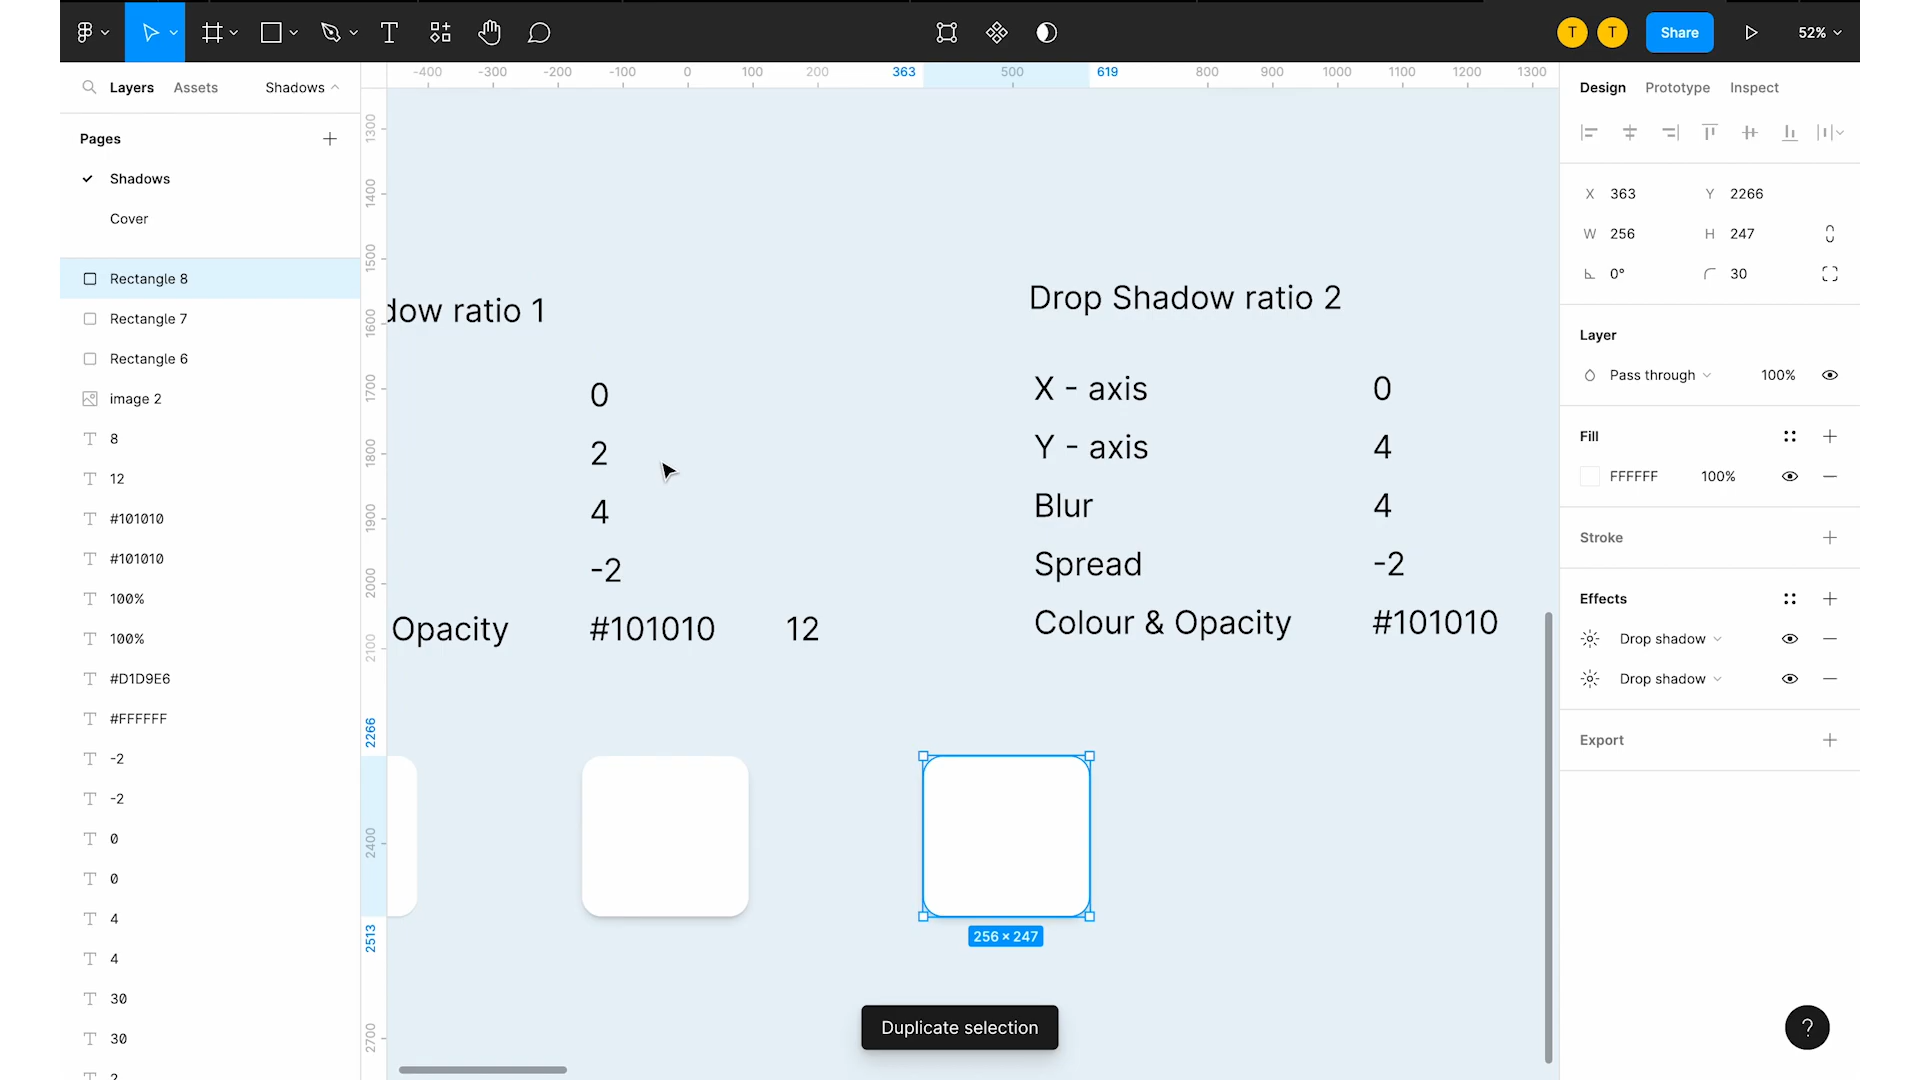 T
T
Share
52%
Layers
Assets
Shadows
Pages
Shadows
Cover
Rectangle 8
Rectangle 7
Rectangle 6
image 2
8
12
#101010
#101010
100%
100%
#D1D9E6
#FFFFFF
-2
-2
0
0
4
4
30
30
-400 -300 -200 -100 0 100 200 363 500 619 800 900 1000 1100 1200 1300
1300
1400
1500
1600
1700
1800
1900
2000
2100
2266
2400
2513
2700
dow ratio 1
0
2
4
-2
Opacity #101010 12
Drop Shadow ratio 2
X - axis 0
Y - axis 4
Blur 4
Spread -2
Colour & Opacity #101010
256 × 247
Duplicate selection
Design
Prototype
Inspect
X 363
Y 2266
W 256
H 247
0°
30
Layer
Pass through 100%
Fill
FFFFFF 100%
Stroke
Effects
Drop shadow
Drop shadow
Export
?